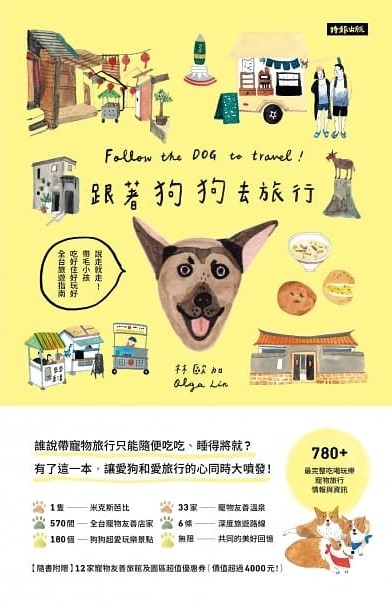 時報出版
Follow the DOG to travel!
跟著狗狗去旅行
說走就走！
帶毛小孩
吃好住好玩好
全台旅遊指南
林歐加
Olga Lin
誰說帶寵物旅行只能隨便吃吃、睡得將就？
有了這一本，讓愛狗和愛旅行的心同時大噴發！
780+
最完整吃喝玩樂
寵物旅行
情報與資訊
1隻——米克斯芭比
33家——寵物友善溫泉
570間——全台寵物友善店家
6條——深度旅遊路線
180個——狗狗超愛玩樂景點
無限——共同的美好回憶
【隨書附贈】12家寵物友善旅館及園區超值優惠券（價值超過4000元！）